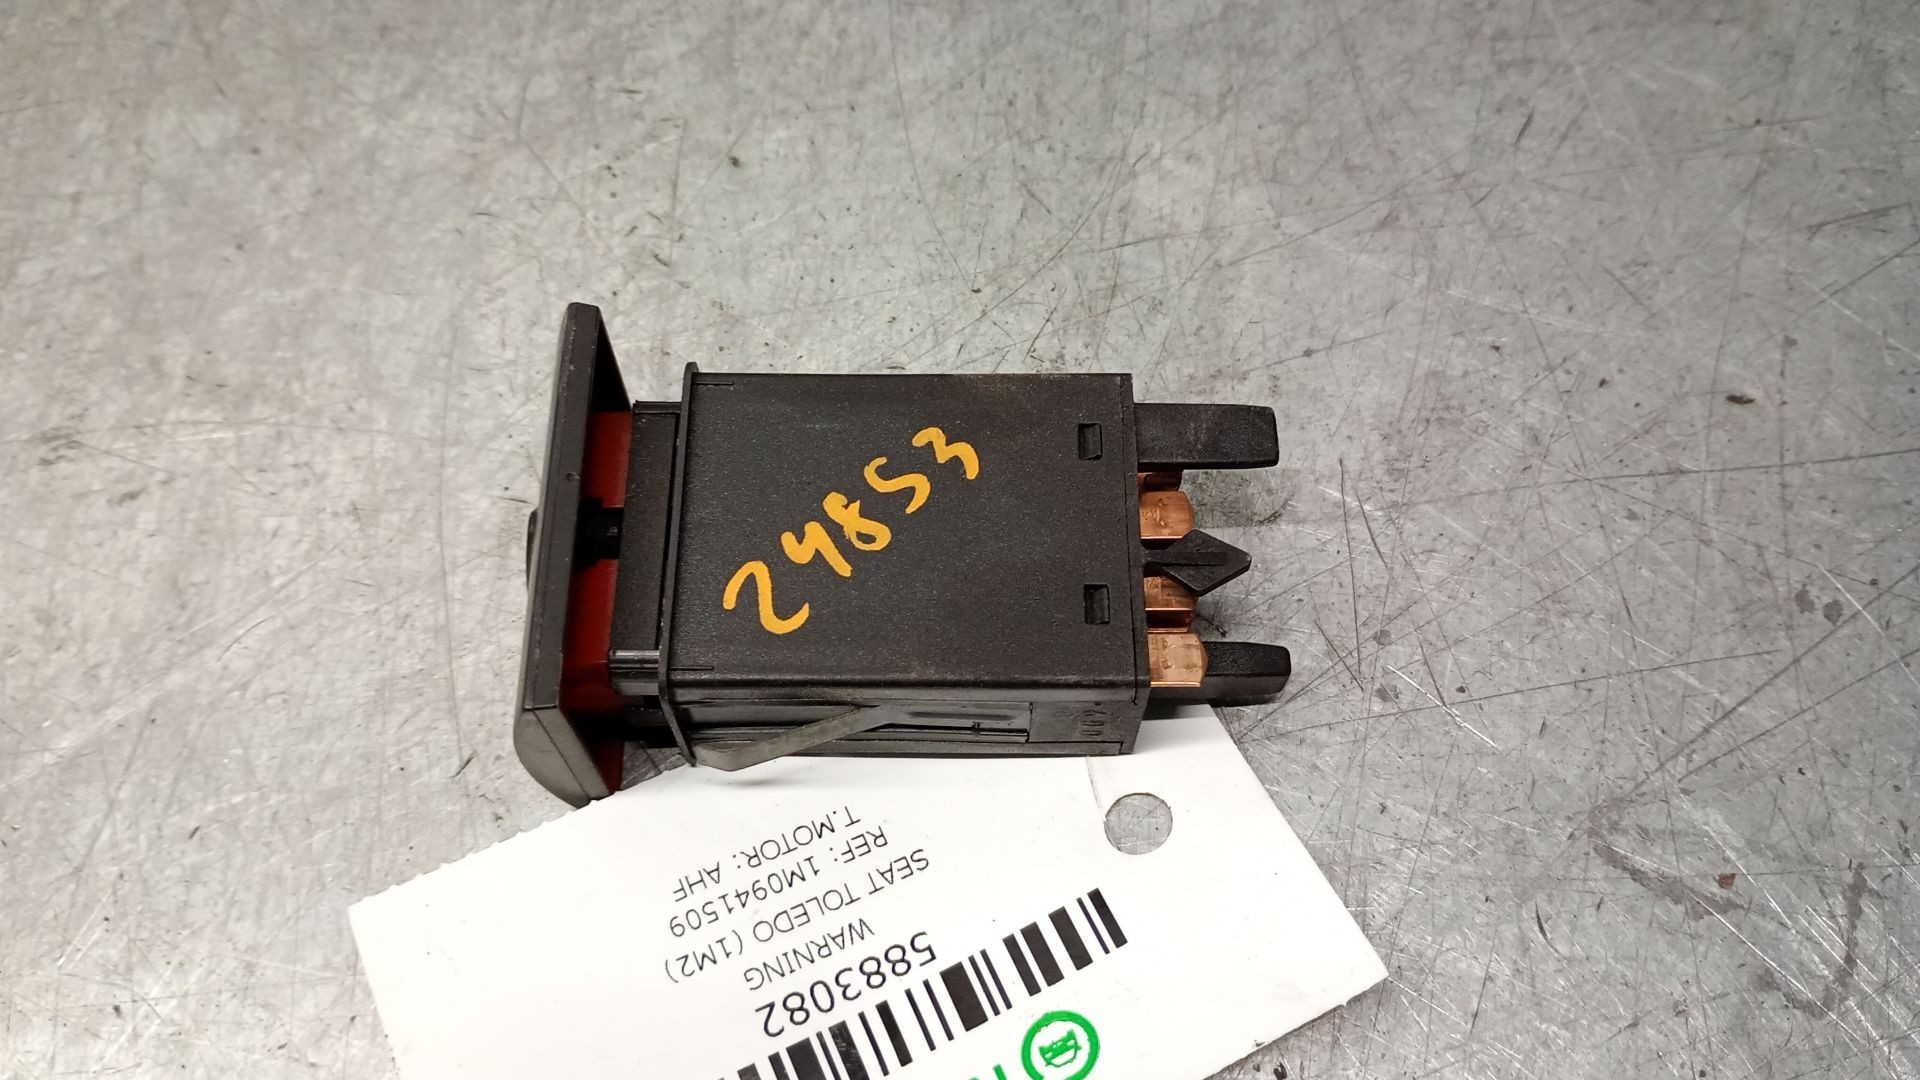 24853
5883082
WARNING
SEAT TOLEDO (1M2)
REF: 1M0941509
T.MOTOR: AHF